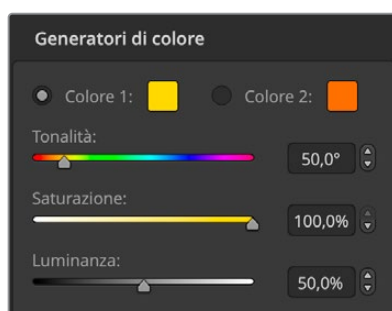 Generatori di colore
Colore 1: Colore 2:
Tonalità:
50,0°
Saturazione:
100,0%
Luminanza:
50,0%